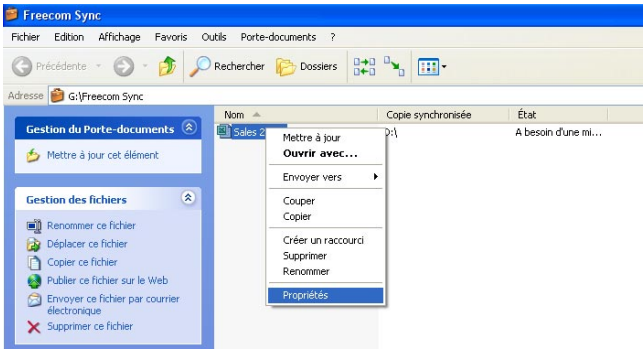 Freecom Sync
Fichier Edition Affichage Favoris Outils Porte-documents ?
Précédente Rechercher Dossiers
Adresse G:\Freecom Sync
Nom Copie synchronisée État
Gestion du Porte-documents
Mettre à jour cet élément
Sales :\ A besoin d'une mi...
Mettre à jour
Ouvrir avec...
Envoyer vers
Couper
Copier
Créer un raccourci
Supprimer
Renommer
Propriétés
Gestion des fichiers
Renommer ce fichier
Déplacer ce fichier
Copier ce fichier
Publier ce fichier sur le Web
Envoyer ce fichier par courrier
électronique
Supprimer ce fichier